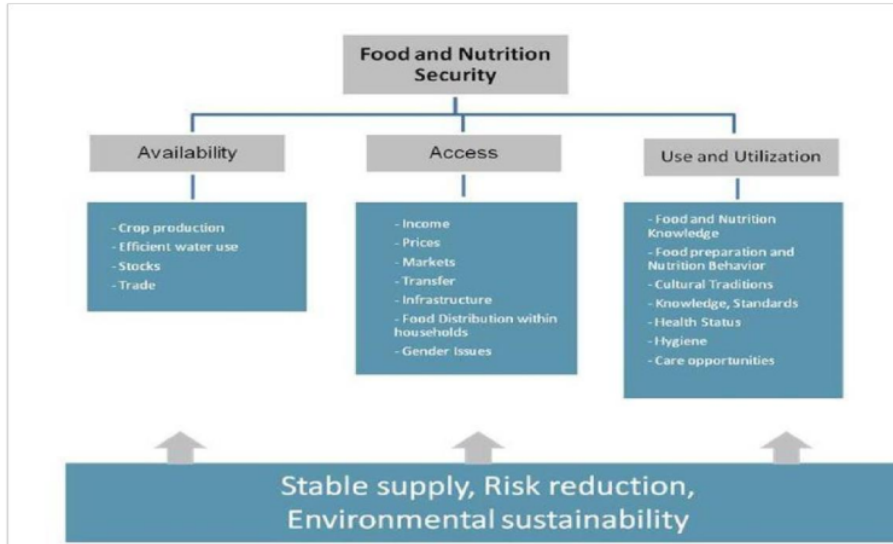 Food and Nutrition
Security
Availability
Access
Use and Utilization
- Crop production
- Efficient water use
- Stocks
- Trade
- Income
- Prices
- Markets
- Transfer
- Infrastructure
- Food Distribution within
households
- Gender Issues
- Food and Nutrition
Knowledge
- Food preparation and
Nutrition Behavior
- Cultural Traditions
- Knowledge, Standards
- Health Status
- Hygiene
- Care opportunities
Stable supply, Risk reduction,
Environmental sustainability